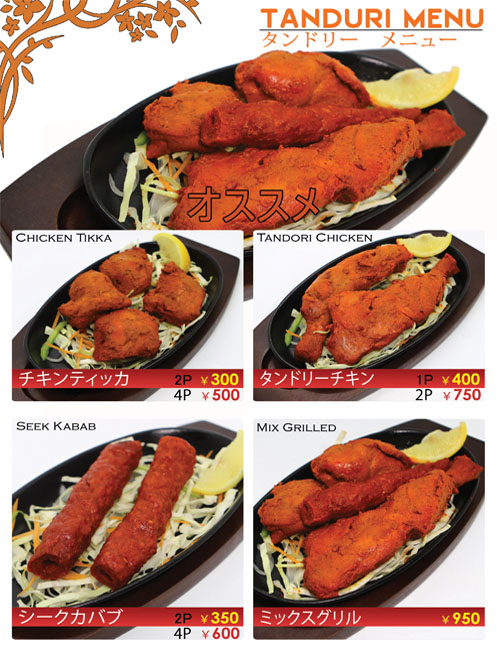 TANDURI MENU
タンドリー メニュー
オススメ
CHICKEN TIKKA
チキンティッカ 2P ¥300
4P ¥500
TANDORI CHICKEN
タンドリーチキン 1P ¥400
2P ¥750
SEEK KABAB
シークカバブ 2P ¥350
4P ¥600
MIX GRILLED
ミックスグリル ¥950